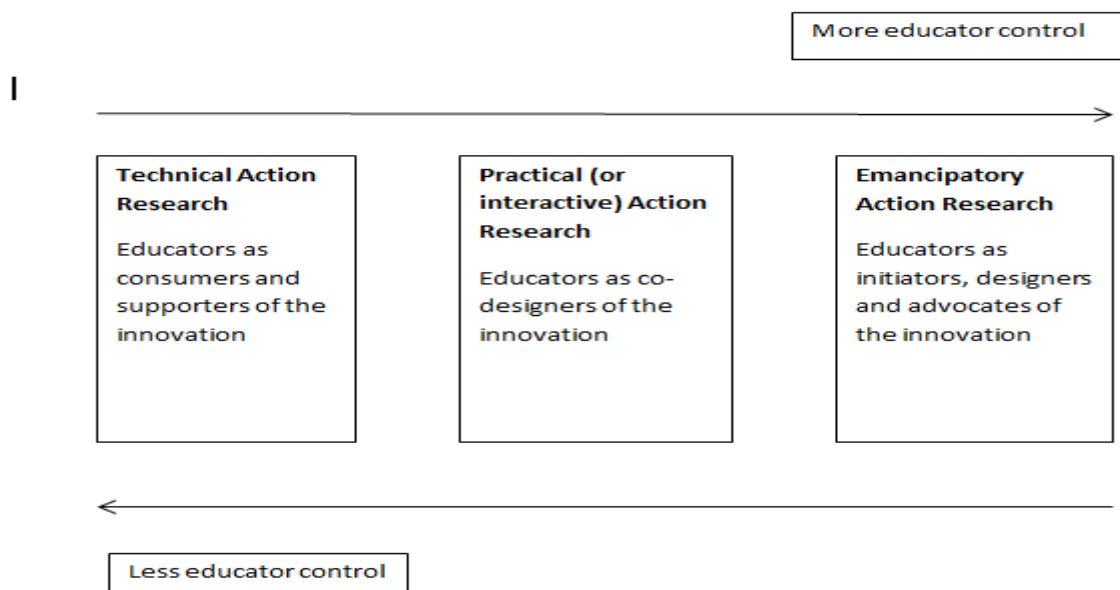 More educator control
I
Technical Action
Research
Educators as
consumers and
supporters of the
innovation
Practical (or
interactive) Action
Research
Educators as co-
designers of the
innovation
Emancipatory
Action Research
Educators as
initiators, designers
and advocates of
the innovation
Less educator control